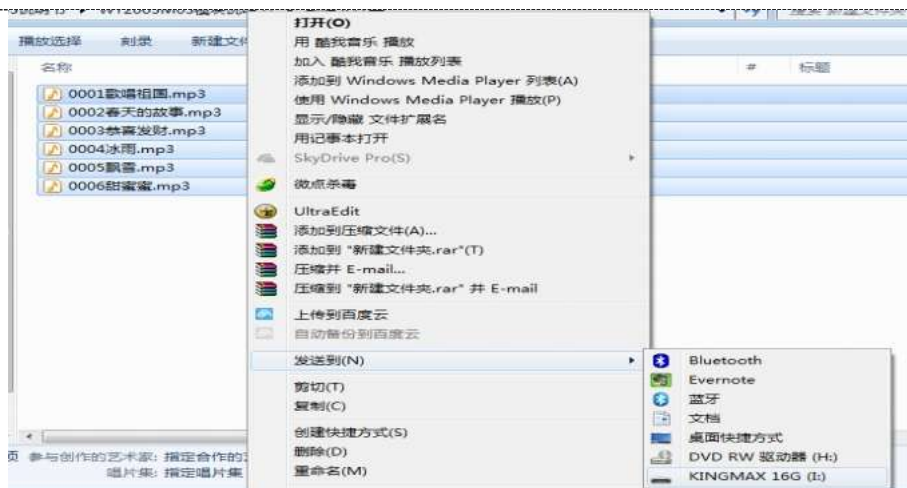 播放选择 刻录 新建文件
名称 # 标题
0001歌唱祖国.mp3
0002春天的故事.mp3
0003恭喜发财.mp3
0004冰雨.mp3
0005飘雪.mp3
0006甜蜜蜜.mp3
打开(O)
用 酷我音乐 播放
加入 酷我音乐 播放列表
添加到 Windows Media Player 列表(A)
使用 Windows Media Player 播放(P)
显示/隐藏 文件扩展名
用记事本打开
SkyDrive Pro(S)
微点杀毒
UltraEdit
添加到压缩文件(A)...
添加到 "新建文件夹.rar"(T)
压缩并 E-mail...
压缩到 "新建文件夹.rar" 并 E-mail
上传到百度云
自动备份到百度云
发送到(N)
剪切(T)
复制(C)
创建快捷方式(S)
删除(D)
重命名(M)
Bluetooth
Evernote
蓝牙
文档
桌面快捷方式
DVD RW 驱动器 (H:)
KINGMAX 16G (I:)
参与创作的艺术家: 指定合作的
唱片集: 指定唱片集